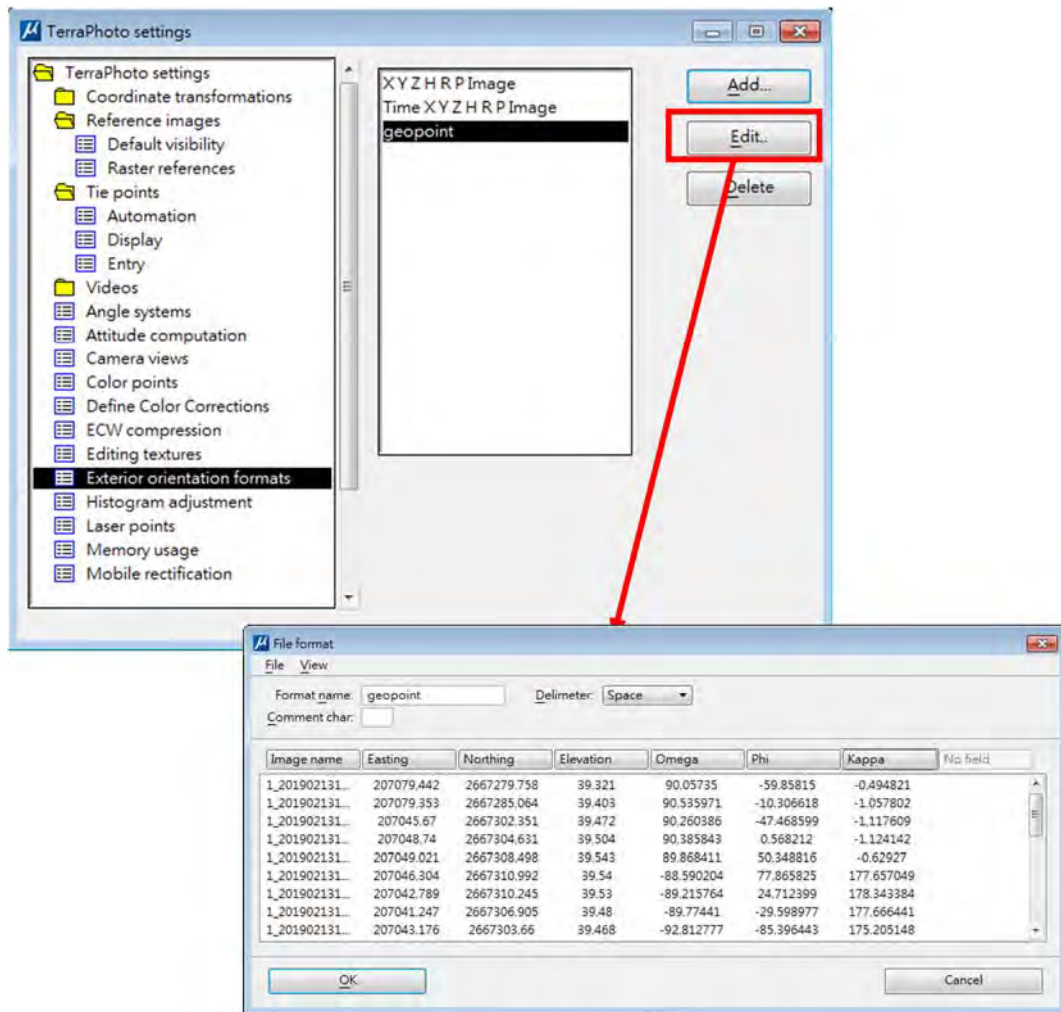 TerraPhoto settings
TerraPhoto settings
Coordinate transformations
Reference images
Default visibility
Raster references
Tie points
Automation
Display
Entry
Videos
Angle systems
Attitude computation
Camera views
Color points
Define Color Corrections
ECW compression
Editing textures
Exterior orientation formats
Histogram adjustment
Laser points
Memory usage
Mobile rectification
X Y Z H R P Image
Time X Y Z H R P Image
geopoint
Add...
Edit..
Delete
File format
File View
Format name: geopoint Delimeter: Space
Comment char:
Image name Easting Northing Elevation Omega Phi Kappa No field
1_201902131... 207079.442 2667279.758 39.321 90.05735 -59.85815 -0.494821
1_201902131... 207079.353 2667285.064 39.403 90.535971 -10.306618 -1.057802
1_201902131... 207045.67 2667302.351 39.472 90.260386 -47.468599 -1.117609
1_201902131... 207048.74 2667304.631 39.504 90.385843 0.568212 -1.124142
1_201902131... 207049.021 2667308.498 39.543 89.868411 50.348816 -0.62927
1_201902131... 207046.304 2667310.992 39.54 -88.590204 77.865825 177.657049
1_201902131... 207042.789 2667310.245 39.53 -89.215764 24.712399 178.343384
1_201902131... 207041.247 2667306.905 39.48 -89.77441 -29.598977 177.666441
1_201902131... 207043.176 2667303.66 39.468 -92.812777 -85.396443 175.205148
OK Cancel